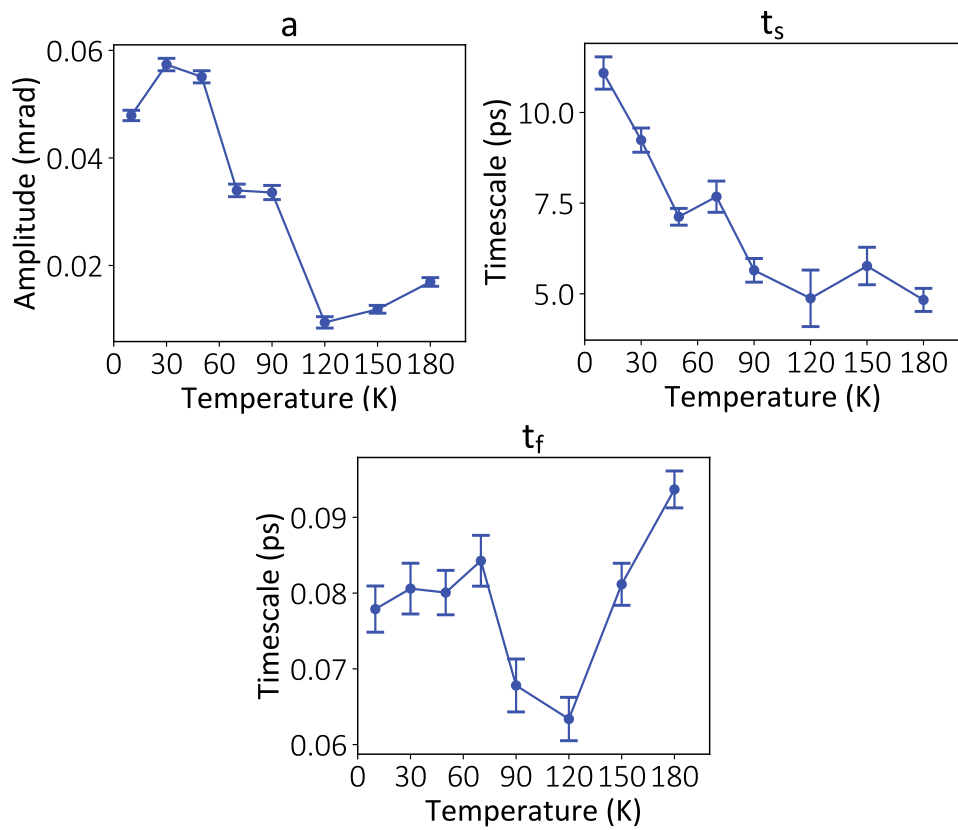 a
Amplitude (mrad)
0.06
0.04
0.02
0 30 60 90 120 150 180
Temperature (K)
t_s
Timescale (ps)
10.0
7.5
5.0
0 30 60 90 120 150 180
Temperature (K)
t_f
Timescale (ps)
0.09
0.08
0.07
0.06
0 30 60 90 120 150 180
Temperature (K)